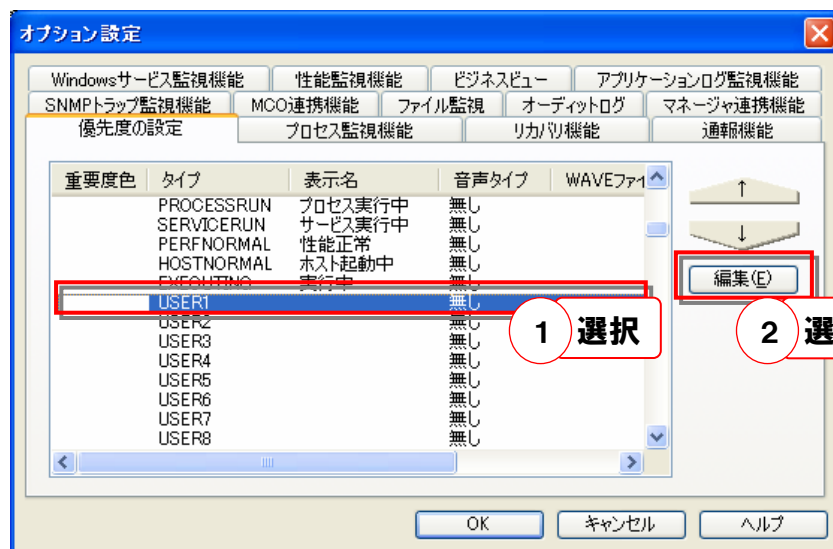 オプション設定
Windowsサービス監視機能 性能監視機能 ビジネスビュー アプリケーションログ監視機能
SNMPトラップ監視機能 MCO連携機能 ファイル監視 オーディットログ マネージャ連携機能
優先度の設定 プロセス監視機能 リカバリ機能 通報機能
重要度色 タイプ 表示名 音声タイプ WAVEファイ
PROCESSRUN プロセス実行中 無し
SERVICERUN サービス実行中 無し
PERFNORMAL 性能正常 無し
HOSTNORMAL ホスト起動中 無し
EXECUTING 実行中 無し
USER1 無し
USER2 無し
USER3 無し
USER4 無し
USER5 無し
USER6 無し
USER7 無し
USER8 無し
↑
↓
編集(E)
1 選択
2 選
OK キャンセル ヘルプ